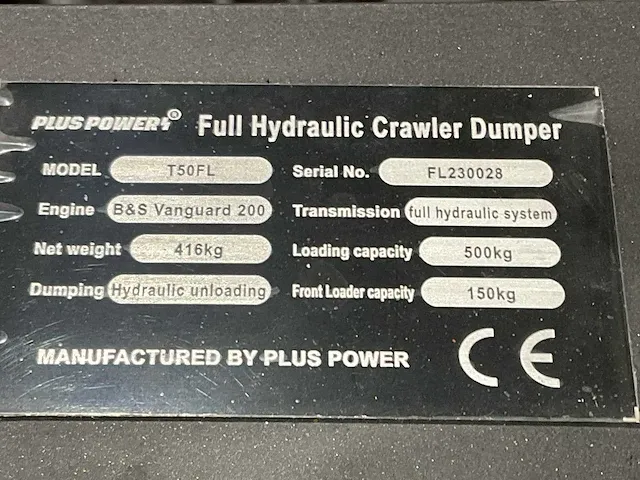 PLUS POWER® Full Hydraulic Crawler Dumper
MODEL T50FL Serial No. FL230028
Engine B&S Vanguard 200 Transmission full hydraulic system
Net weight 416kg Loading capacity 500kg
Dumping Hydraulic unloading Front Loader capacity 150kg
MANUFACTURED BY PLUS POWER CE